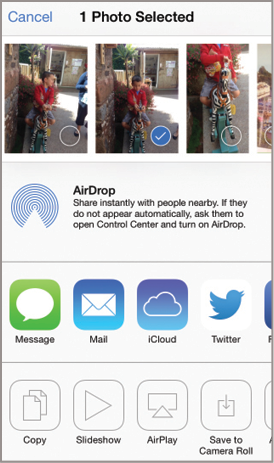 Cancel 1 Photo Selected
AirDrop
Share instantly with people nearby. If they
do not appear automatically, ask them to
open Control Center and turn on AirDrop.
Message Mail iCloud Twitter
Copy Slideshow AirPlay Save to
Camera Roll